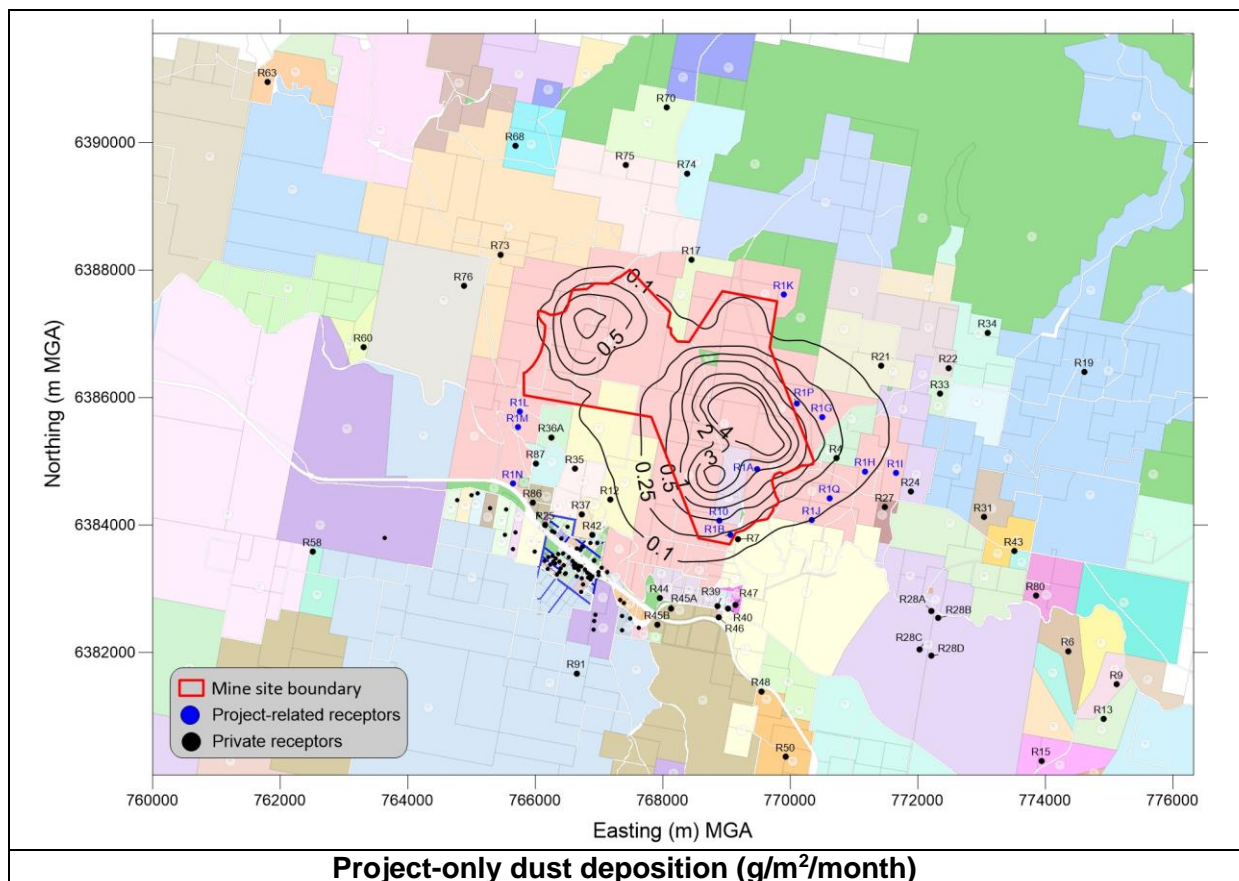 R63
R70
R68
R75
R74
6390000
R17
R73
6388000
R76
0.1
R1K
R34
0.5
R60
R21
R22
R19
R33
6386000
R1P
R1L
R1G
R1M
4
2
R36A
R4
3
R87
R35
R1A
R1H
R1I
R1N
0.5
1
0.25
R24
R86
R12
R1Q
R27
R37
R10
R1J
R31
6384000
R25
R42
R1B
R7
0.1
R58
R43
R44
R45A
R39
R47
R80
R40
R28A
R28B
R45B
R46
R28C
R28D
R6
6382000
R91
R9
R48
R13
R50
R15
Northing (m MGA)
Mine site boundary
Project-related receptors
Private receptors
760000 762000 764000 766000 768000 770000 772000 774000 776000
Easting (m) MGA
Project-only dust deposition (g/m²/month)